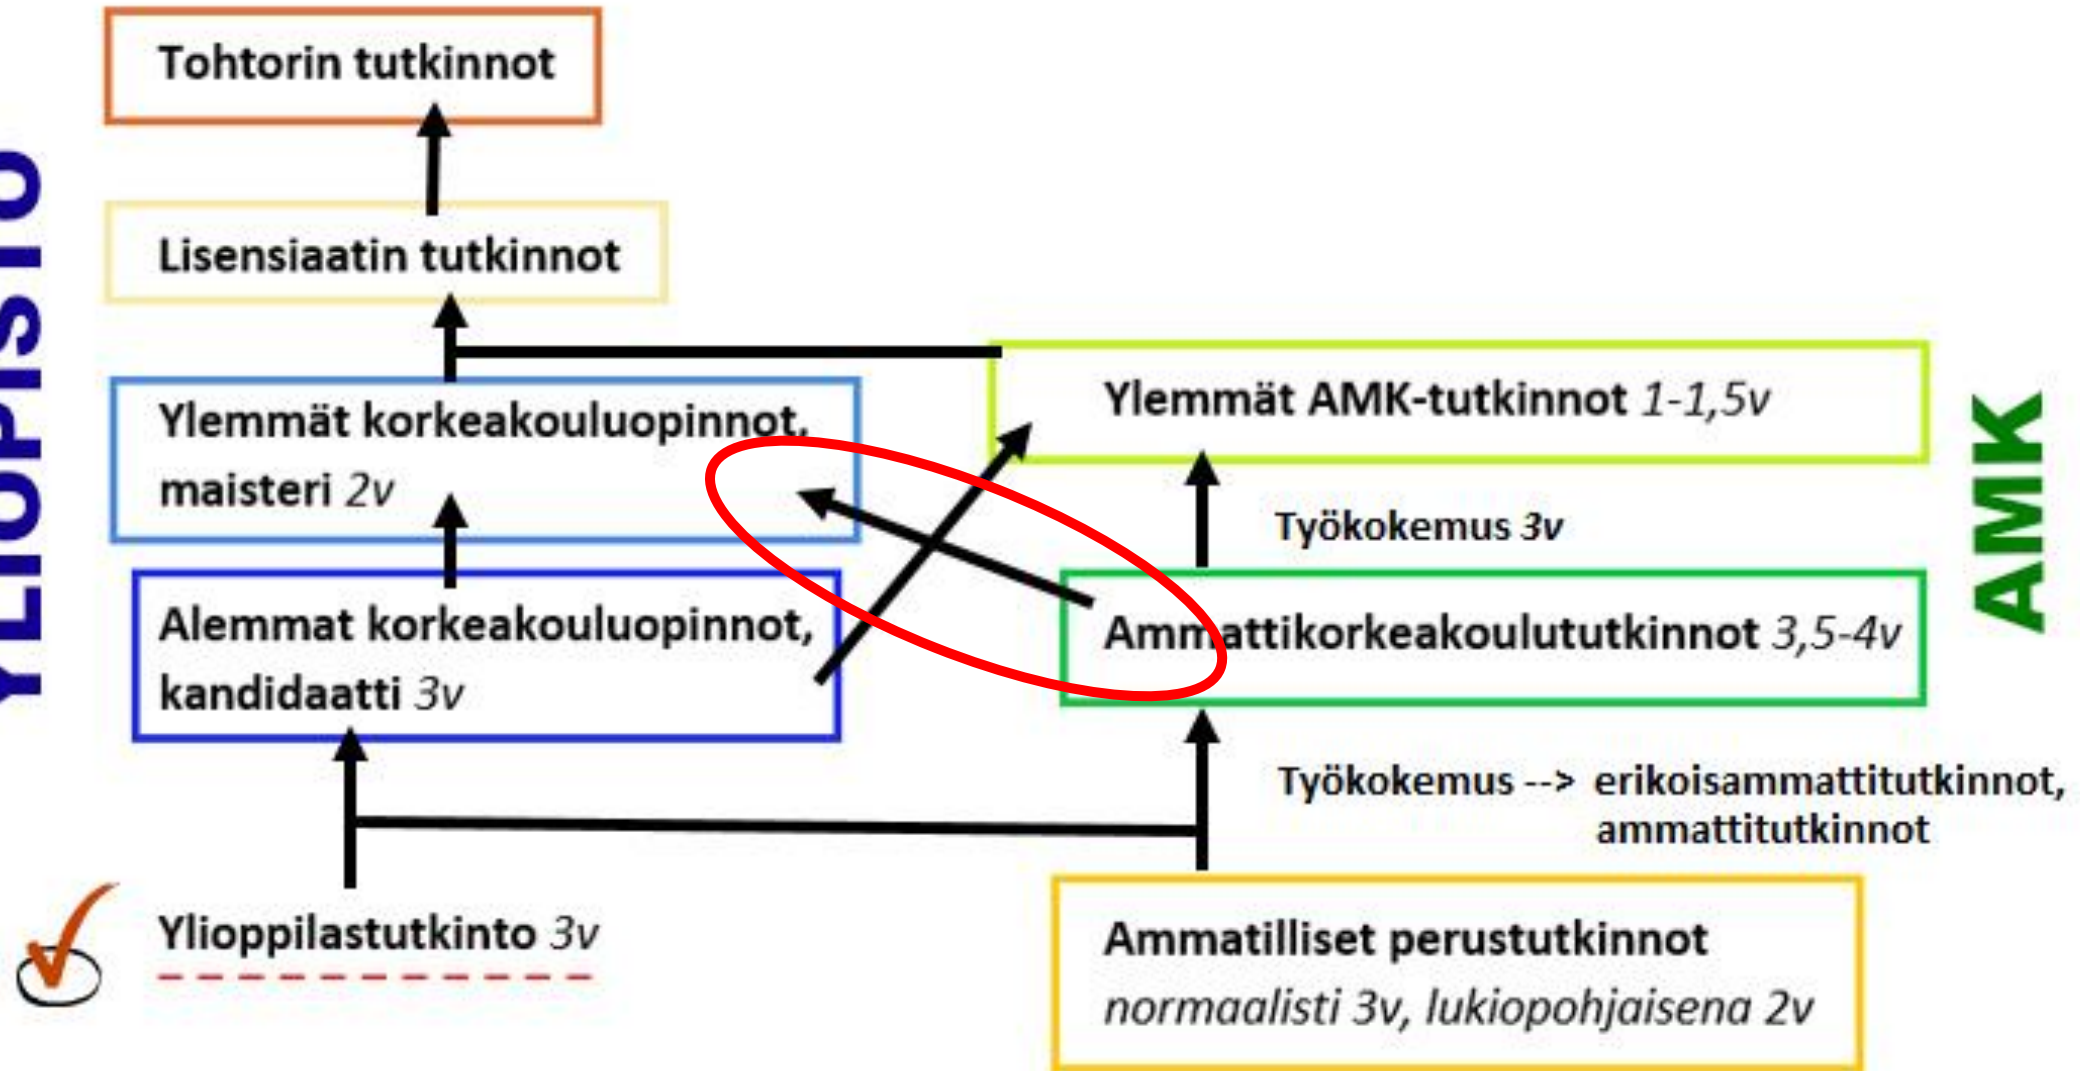 YLIOPISTO
Tohtorin tutkinnot
Lisensiaatin tutkinnot
Ylemmät korkeakouluopinnot,
maisteri 2v
Alemmat korkeakouluopinnot,
kandidaatti 3v
Ylioppilastutkinto 3v
Ylemmät AMK-tutkinnot 1-1,5v
Työkokemus 3v
Ammattikorkeakoulututkinnot 3,5-4v
Työkokemus --> erikoisammattitutkinnot,
ammattitutkinnot
Ammatilliset perustutkinnot
normaalisti 3v, lukiopohjaisena 2v
AMK